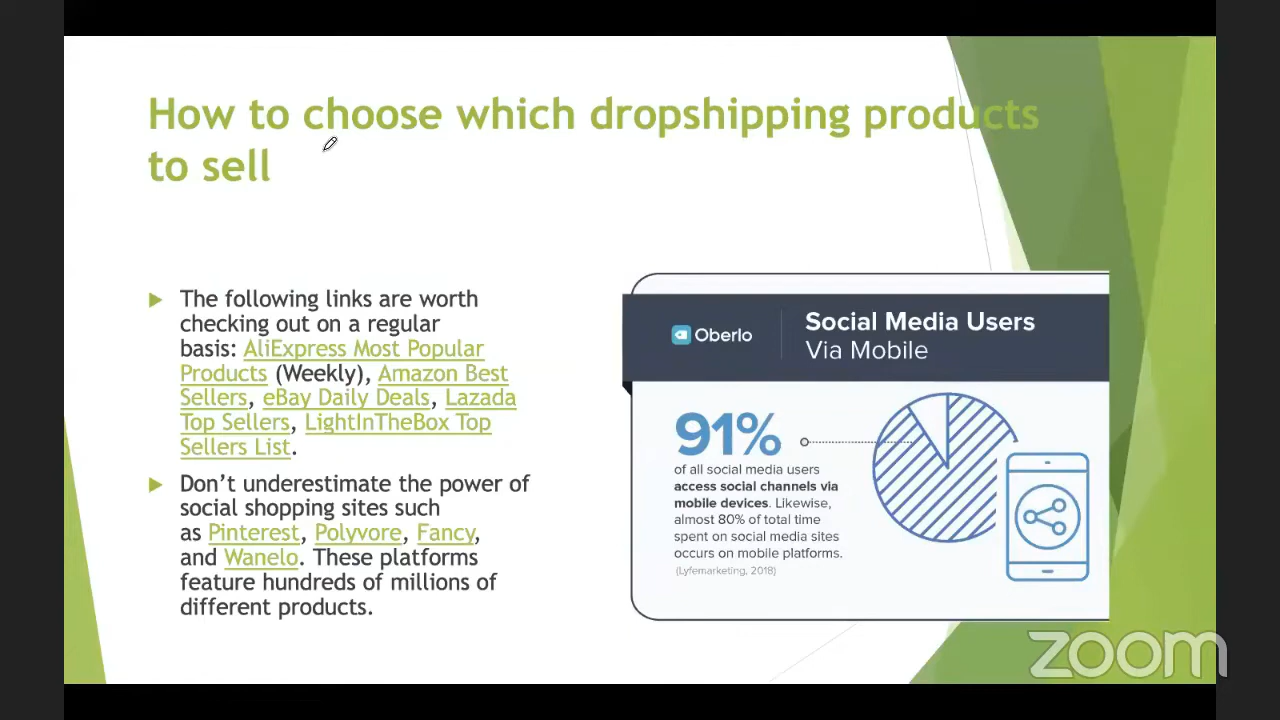 How to choose which dropshipping products
to sell
The following links are worth
checking out on a regular
basis: AliExpress Most Popular
Products (Weekly), Amazon Best
Sellers, eBay Daily Deals, Lazada
Top Sellers, LightInTheBox Top
Sellers List.
Don’t underestimate the power of
social shopping sites such
as Pinterest, Polyvore, Fancy,
and Wanelo. These platforms
feature hundreds of millions of
different products.
Oberlo
Social Media Users
Via Mobile
91%
of all social media users
access social channels via
mobile devices. Likewise,
almost 80% of total time
spent on social media sites
occurs on mobile platforms.
(Lyfemarketing, 2018)
zoom